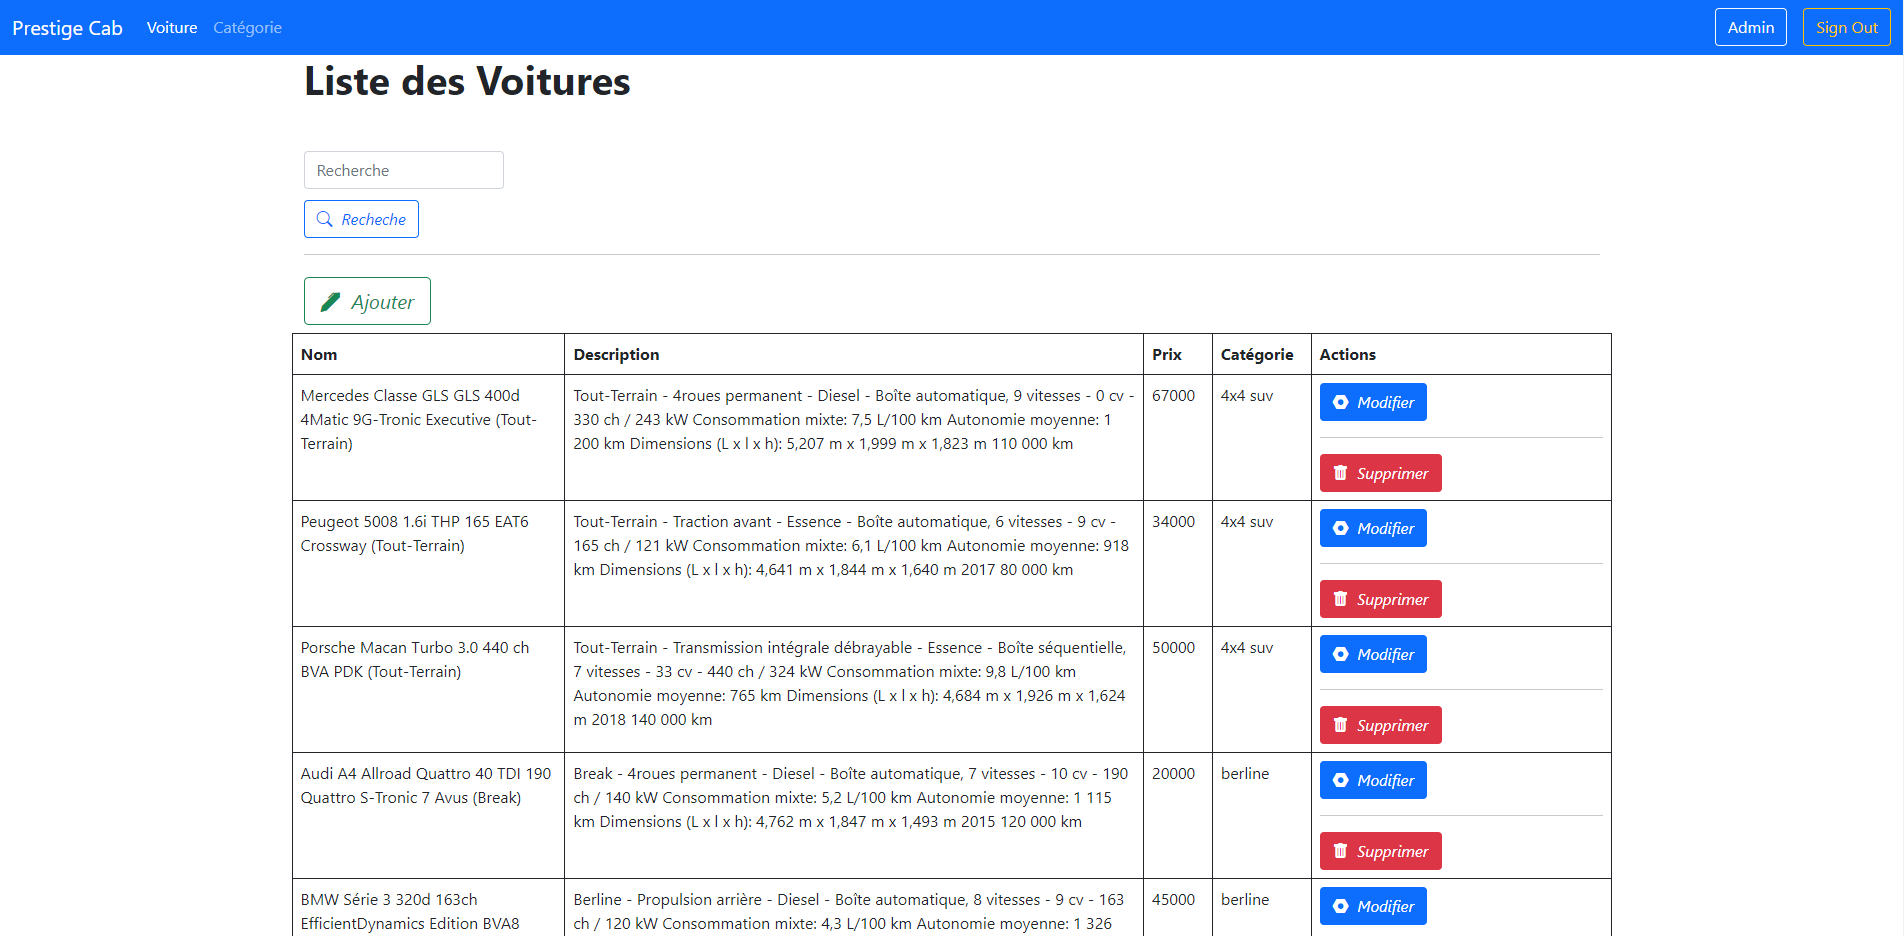 Prestige Cab Voiture Catégorie Admin Sign Out
Liste des Voitures
Recherche
Recheche
Ajouter
Nom Description Prix Catégorie Actions
Mercedes Classe GLS GLS 400d
4Matic 9G-Tronic Executive (Tout-
Terrain)
Tout-Terrain - 4roues permanent - Diesel - Boîte automatique, 9 vitesses - 0 cv -
330 ch / 243 kW Consommation mixte: 7,5 L/100 km Autonomie moyenne: 1
200 km Dimensions (L x l x h): 5,207 m x 1,999 m x 1,823 m 110 000 km
67000
4x4 suv
Modifier
Supprimer
Peugeot 5008 1.6i THP 165 EAT6
Crossway (Tout-Terrain)
Tout-Terrain - Traction avant - Essence - Boîte automatique, 6 vitesses - 9 cv -
165 ch / 121 kW Consommation mixte: 6,1 L/100 km Autonomie moyenne: 918
km Dimensions (L x l x h): 4,641 m x 1,844 m x 1,640 m 2017 80 000 km
34000
4x4 suv
Modifier
Supprimer
Porsche Macan Turbo 3.0 440 ch
BVA PDK (Tout-Terrain)
Tout-Terrain - Transmission intégrale débrayable - Essence - Boîte séquentielle,
7 vitesses - 33 cv - 440 ch / 324 kW Consommation mixte: 9,8 L/100 km
Autonomie moyenne: 765 km Dimensions (L x l x h): 4,684 m x 1,926 m x 1,624
m 2018 140 000 km
50000
4x4 suv
Modifier
Supprimer
Audi A4 Allroad Quattro 40 TDI 190
Quattro S-Tronic 7 Avus (Break)
Break - 4roues permanent - Diesel - Boîte automatique, 7 vitesses - 10 cv - 190
ch / 140 kW Consommation mixte: 5,2 L/100 km Autonomie moyenne: 1 115
km Dimensions (L x l x h): 4,762 m x 1,847 m x 1,493 m 2015 120 000 km
20000
berline
Modifier
Supprimer
BMW Série 3 320d 163ch
EfficientDynamics Edition BVA8
Berline - Propulsion arrière - Diesel - Boîte automatique, 8 vitesses - 9 cv - 163
ch / 120 kW Consommation mixte: 4,3 L/100 km Autonomie moyenne: 1 326
45000
berline
Modifier